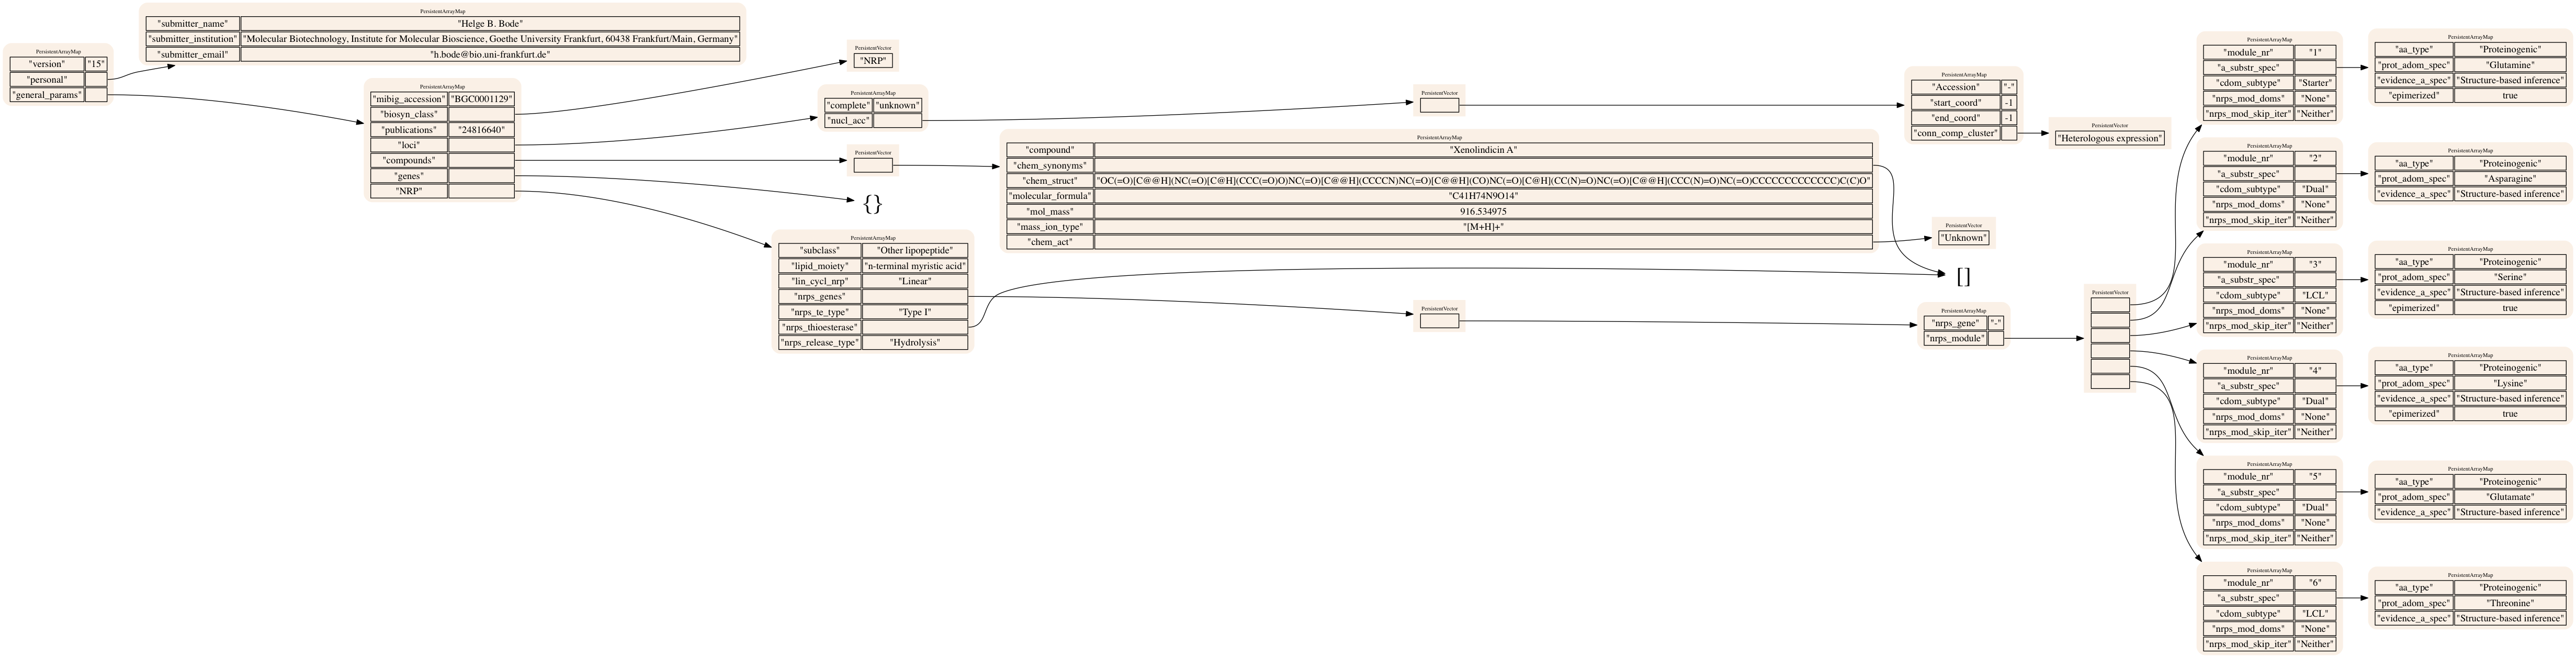 PersistentArrayMap
"version" "15"
"personal"
"general_params"
PersistentArrayMap
"submitter_name" "Helge B. Bode"
"submitter_institution" "Molecular Biotechnology, Institute for Molecular Bioscience, Goethe University Frankfurt, 60438 Frankfurt/Main, Germany"
"submitter_email" "h.bode@bio.uni-frankfurt.de"
PersistentArrayMap
"mibig_accession" "BGC0001129"
"biosyn_class"
"publications" "24816640"
"loci"
"compounds"
"genes"
"NRP"
PersistentVector
"NRP"
PersistentArrayMap
"complete" "unknown"
"nucl_acc"
PersistentVector
{}
PersistentArrayMap
"subclass" "Other lipopeptide"
"lipid_moiety" "n-terminal myristic acid"
"lin_cycl_nrp" "Linear"
"nrps_genes"
"nrps_te_type" "Type I"
"nrps_thioesterase"
"nrps_release_type" "Hydrolysis"
PersistentVector
PersistentArrayMap
"compound" "Xenolindicin A"
"chem_synonyms"
"chem_struct" "OC(=O)[C@@H](NC(=O)[C@H](CCC(=O)O)NC(=O)[C@@H](CCCCN)NC(=O)[C@@H](CO)NC(=O)[C@H](CC(N)=O)NC(=O)[C@@H](CCC(N)=O)NC(=O)CCCCCCCCCCCCC)C(C)O"
"molecular_formula" "C41H74N9O14"
"mol_mass" 916.534975
"mass_ion_type" "[M+H]+"
"chem_act"
PersistentVector
PersistentArrayMap
"Accession" "-"
"start_coord" -1
"end_coord" -1
"conn_comp_cluster"
PersistentVector
"Heterologous expression"
PersistentVector
"Unknown"
[]
PersistentArrayMap
"nrps_gene" "-"
"nrps_module"
PersistentVector
PersistentArrayMap
"module_nr" "1"
"a_substr_spec"
"cdom_subtype" "Starter"
"nrps_mod_doms" "None"
"nrps_mod_skip_iter" "Neither"
PersistentArrayMap
"aa_type" "Proteinogenic"
"prot_adom_spec" "Glutamine"
"evidence_a_spec" "Structure-based inference"
"epimerized" true
PersistentArrayMap
"module_nr" "2"
"a_substr_spec"
"cdom_subtype" "Dual"
"nrps_mod_doms" "None"
"nrps_mod_skip_iter" "Neither"
PersistentArrayMap
"aa_type" "Proteinogenic"
"prot_adom_spec" "Asparagine"
"evidence_a_spec" "Structure-based inference"
PersistentArrayMap
"module_nr" "3"
"a_substr_spec"
"cdom_subtype" "LCL"
"nrps_mod_doms" "None"
"nrps_mod_skip_iter" "Neither"
PersistentArrayMap
"aa_type" "Proteinogenic"
"prot_adom_spec" "Serine"
"evidence_a_spec" "Structure-based inference"
"epimerized" true
PersistentArrayMap
"module_nr" "4"
"a_substr_spec"
"cdom_subtype" "Dual"
"nrps_mod_doms" "None"
"nrps_mod_skip_iter" "Neither"
PersistentArrayMap
"aa_type" "Proteinogenic"
"prot_adom_spec" "Lysine"
"evidence_a_spec" "Structure-based inference"
"epimerized" true
PersistentArrayMap
"module_nr" "5"
"a_substr_spec"
"cdom_subtype" "Dual"
"nrps_mod_doms" "None"
"nrps_mod_skip_iter" "Neither"
PersistentArrayMap
"aa_type" "Proteinogenic"
"prot_adom_spec" "Glutamate"
"evidence_a_spec" "Structure-based inference"
PersistentArrayMap
"module_nr" "6"
"a_substr_spec"
"cdom_subtype" "LCL"
"nrps_mod_doms" "None"
"nrps_mod_skip_iter" "Neither"
PersistentArrayMap
"aa_type" "Proteinogenic"
"prot_adom_spec" "Threonine"
"evidence_a_spec" "Structure-based inference"